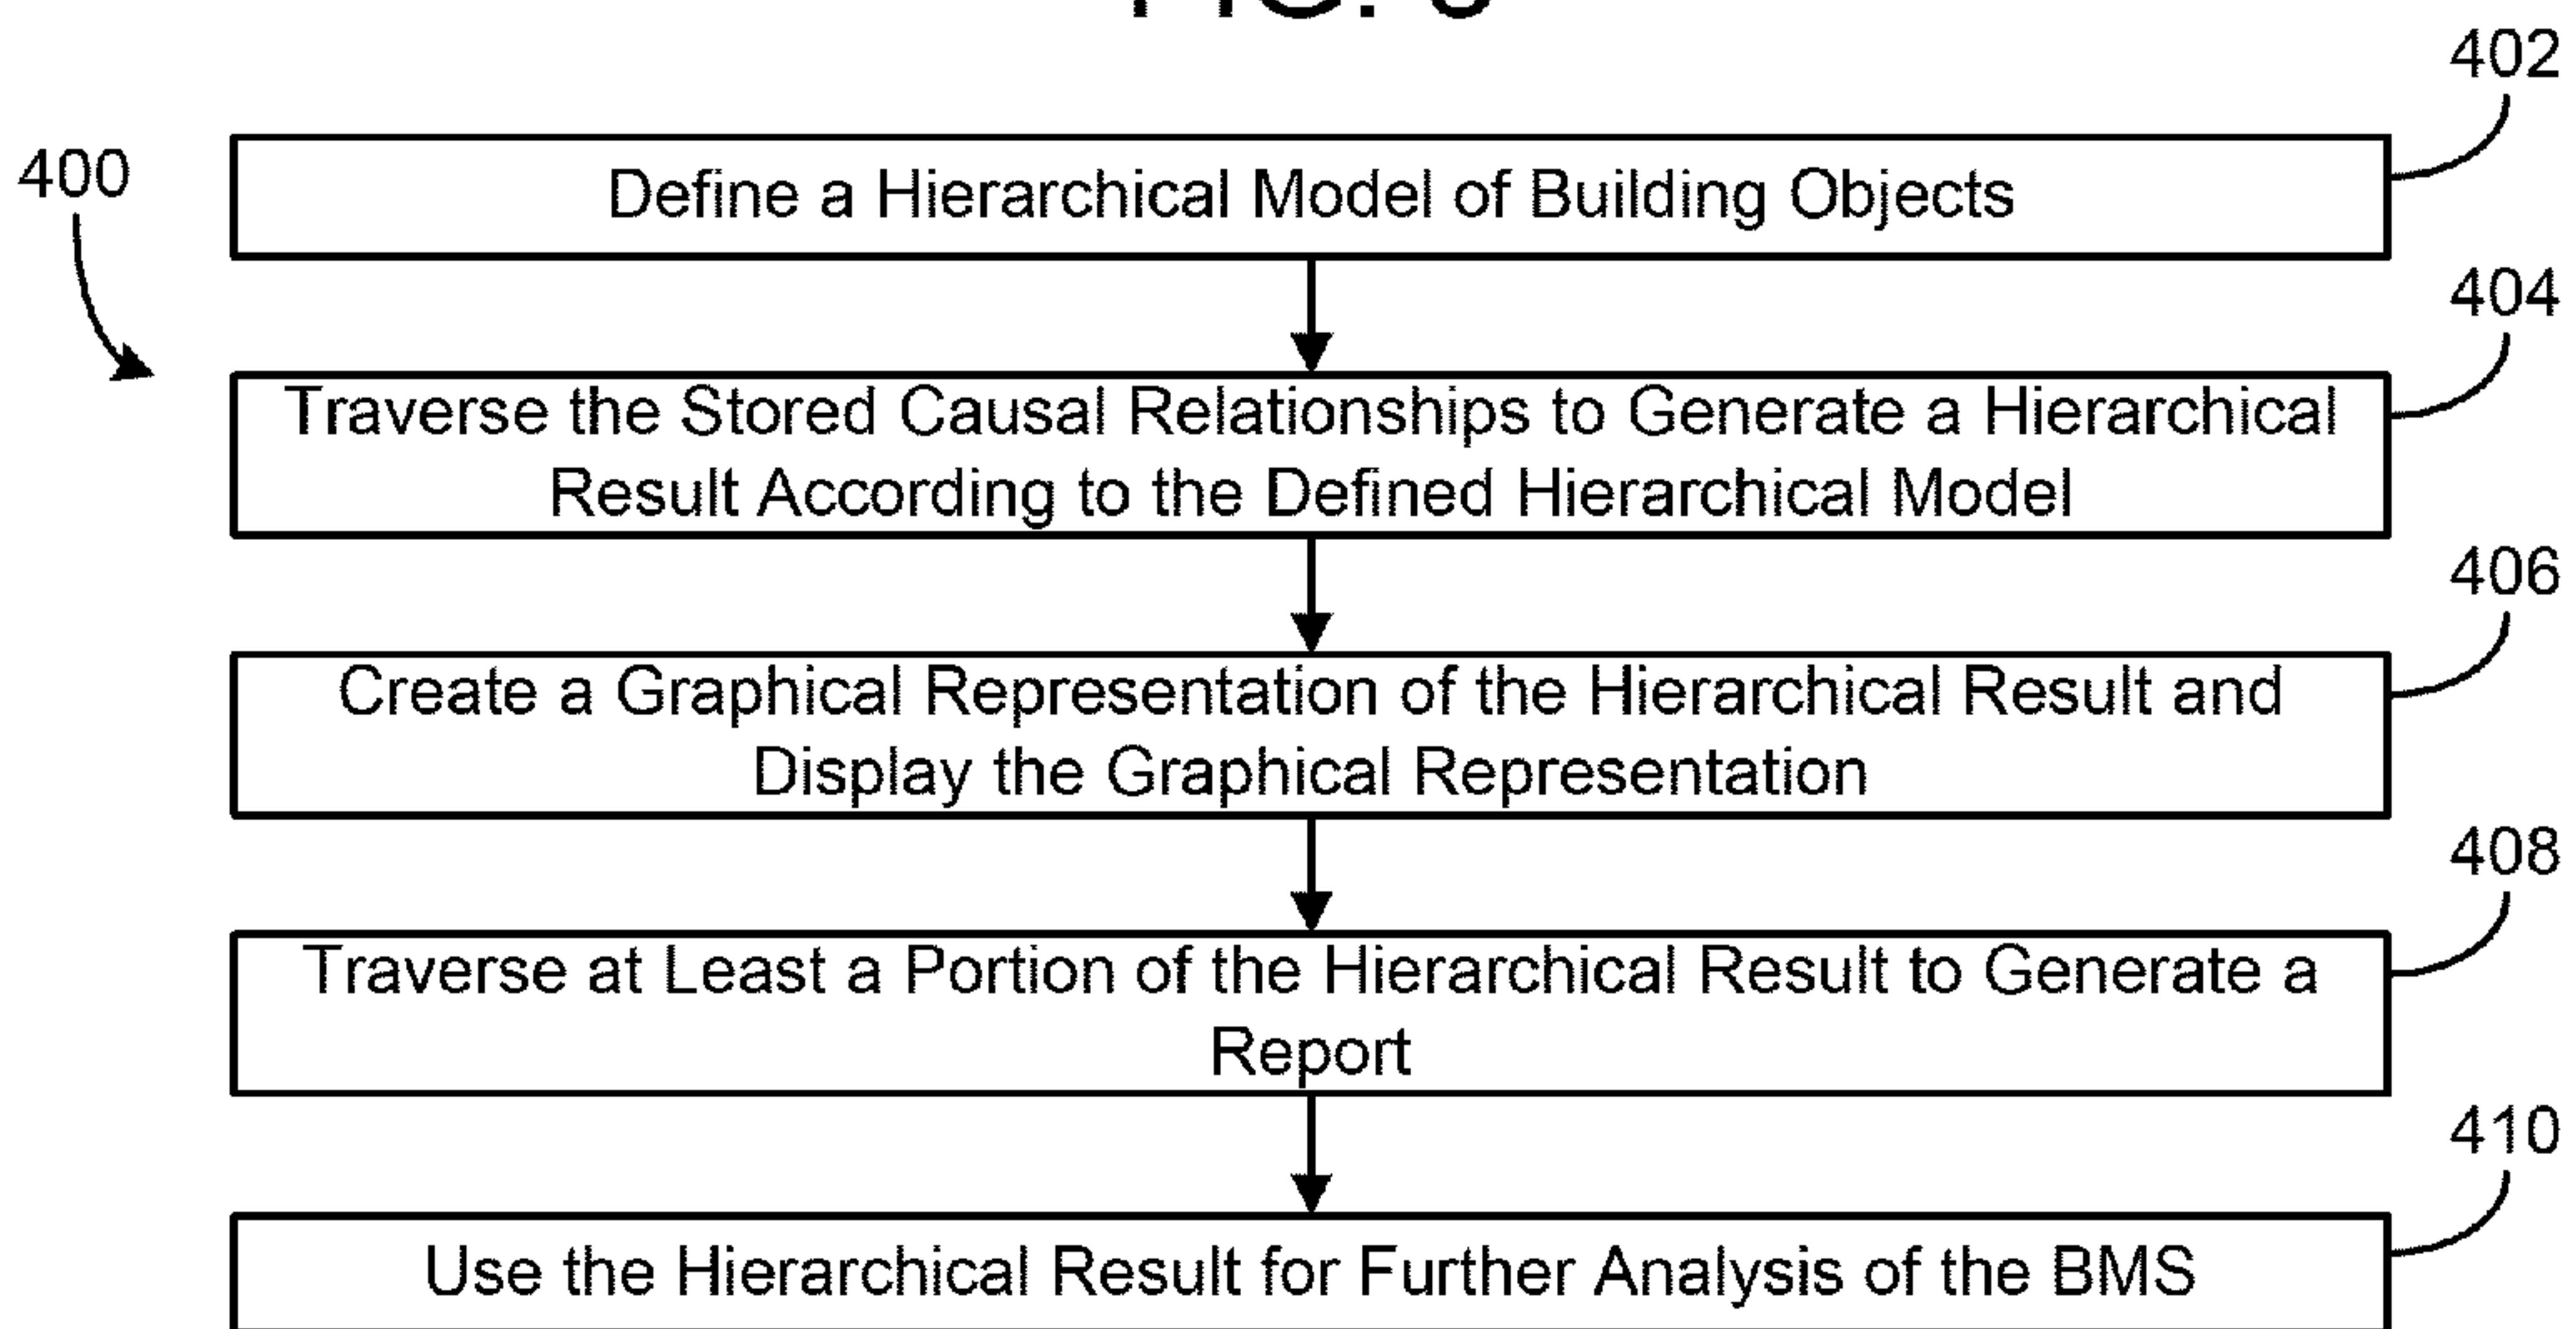 402
400
Define a Hierarchical Model of Building Objects
404
Traverse the Stored Causal Relationships to Generate a Hierarchical
Result According to the Defined Hierarchical Model
406
Create a Graphical Representation of the Hierarchical Result and
Display the Graphical Representation
408
Traverse at Least a Portion of the Hierarchical Result to Generate a
Report
410
Use the Hierarchical Result for Further Analysis of the BMS